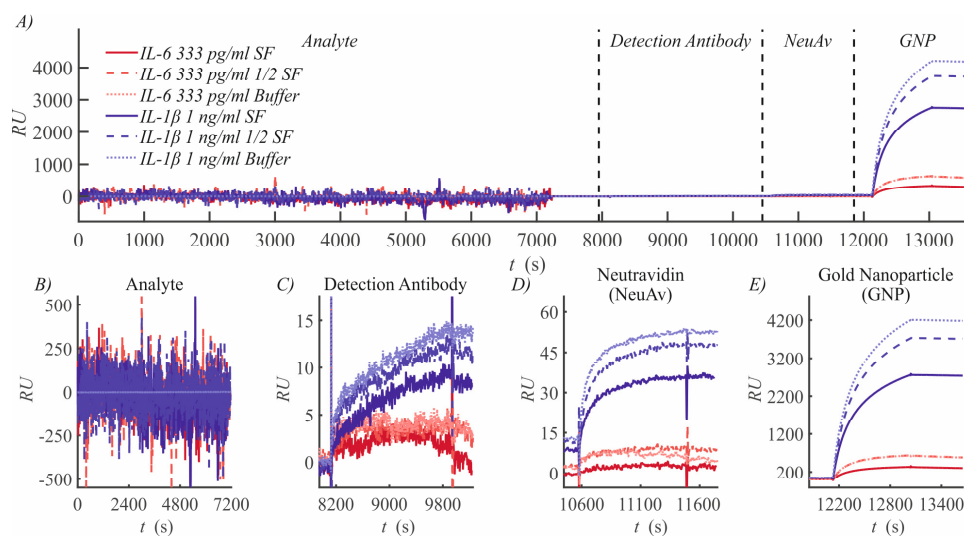 A)
Analyte
Detection Antibody
NeuAv
GNP
IL-6 333 pg/ml SF
IL-6 333 pg/ml 1/2 SF
IL-6 333 pg/ml Buffer
IL-1β 1 ng/ml SF
IL-1β 1 ng/ml 1/2 SF
IL-1β 1 ng/ml Buffer
RU
4000
3000
2000
1000
0
0 1000 2000 3000 4000 5000 6000 7000 8000 9000 10000 11000 12000 13000
t (s)
B) Analyte
RU
500
250
0
-250
-500
0 2400 4800 7200
t (s)
C) Detection Antibody
RU
15
10
5
0
8200 9000 9800
t (s)
D) Neutravidin
(NeuAv)
RU
60
45
30
15
0
10600 11100 11600
t (s)
E) Gold Nanoparticle
(GNP)
RU
4200
3200
2200
1200
200
12200 12800 13400
t (s)